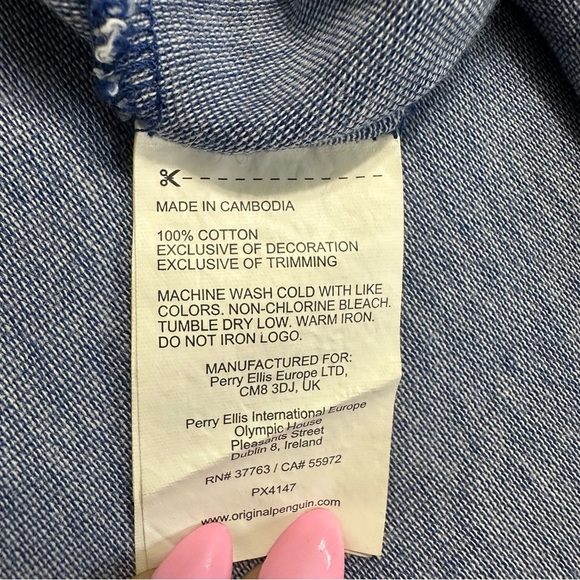 MADE IN CAMBODIA
100% COTTON
EXCLUSIVE OF DECORATION
EXCLUSIVE OF TRIMMING
MACHINE WASH COLD WITH LIKE
COLORS. NON-CHLORINE BLEACH.
TUMBLE DRY LOW. WARM IRON.
DO NOT IRON LOGO.
MANUFACTURED FOR:
Perry Ellis Europe LTD,
CM8 3DJ, UK
Perry Ellis International Europe
Olympic House
Pleasants Street
Dublin 8, Ireland
RN# 37763 / CA# 55972
PX4147
www.originalpenguin.com